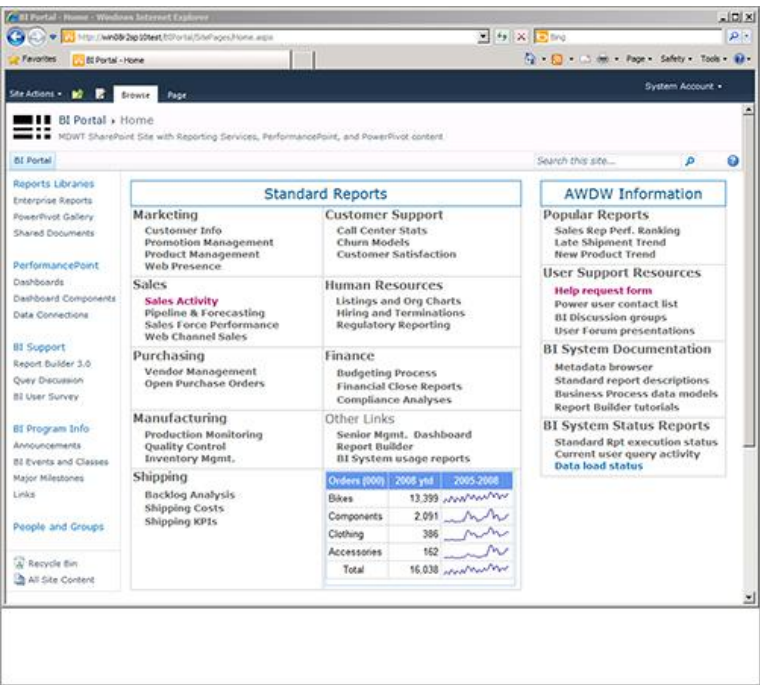 BI Portal - Home - Windows Internet Explorer
http://win08r2sp10test/BIPortal/SitePages/Home.aspx
Bing
Favorites BI Portal - Home
Page Safety Tools
Site Actions Browse Page System Account
BI Portal Home
MDWT SharePoint Site with Reporting Services, PerformancePoint, and PowerPivot content
BI Portal
Search this site...
Reports Libraries
Enterprise Reports
PowerPivot Gallery
Shared Documents
PerformancePoint
Dashboards
Dashboard Components
Data Connections
BI Support
Report Builder 3.0
Quey Discussion
BI User Survey
BI Program Info
Announcements
BI Events and Classes
Major Milestones
Links
People and Groups
Recycle Bin
All Site Content
Standard Reports
Marketing
Customer Info
Promotion Management
Product Management
Web Presence
Customer Support
Call Center Stats
Churn Models
Customer Satisfaction
Sales
Sales Activity
Pipeline & Forecasting
Sales Force Performance
Web Channel Sales
Human Resources
Listings and Org Charts
Hiring and Terminations
Regulatory Reporting
Purchasing
Vendor Management
Open Purchase Orders
Finance
Budgeting Process
Financial Close Reports
Compliance Analyses
Manufacturing
Production Monitoring
Quality Control
Inventory Mgmt.
Other Links
Senior Mgmt. Dashboard
Report Builder
BI System usage reports
Shipping
Backlog Analysis
Shipping Costs
Shipping KPIs
Orders (000) 2008 ytd 2005-2008
Bikes 13,399
Components 2,091
Clothing 386
Accessories 162
Total 16,038
AWDW Information
Popular Reports
Sales Rep Perf. Ranking
Late Shipment Trend
New Product Trend
User Support Resources
Help request form
Power user contact list
BI Discussion groups
User Forum presentations
BI System Documentation
Metadata browser
Standard report descriptions
Business Process data models
Report Builder tutorials
BI System Status Reports
Standard Rpt execution status
Current user query activity
Data load status